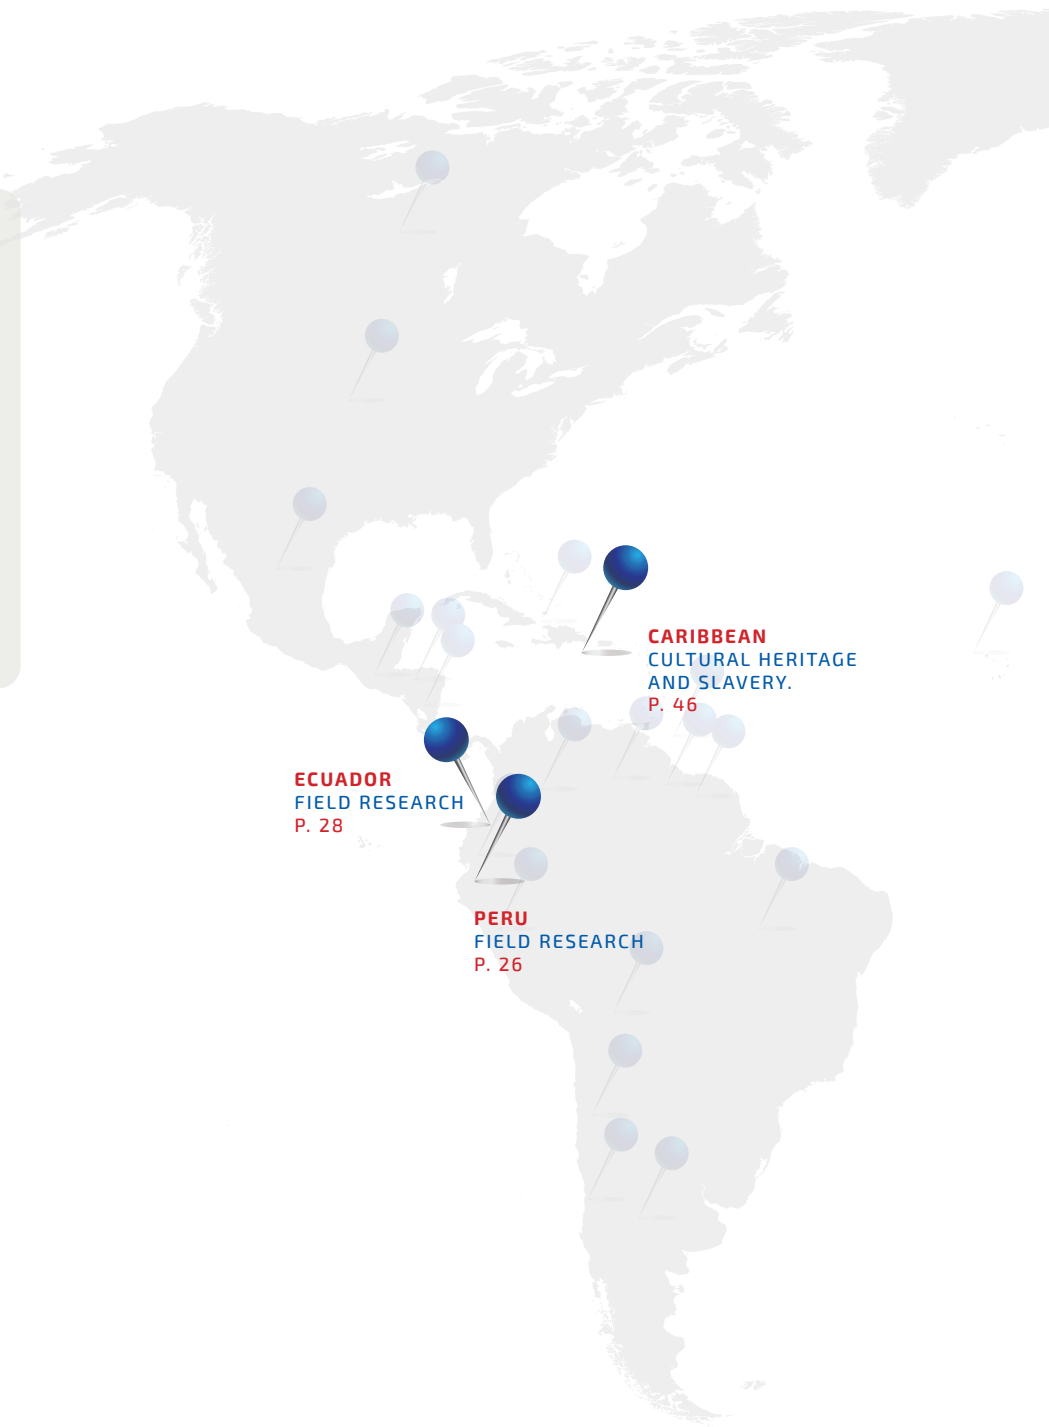 CARIBBEAN
CULTURAL HERITAGE
AND SLAVERY.
P. 46
ECUADOR
FIELD RESEARCH
P. 28
PERU
FIELD RESEARCH
P. 26